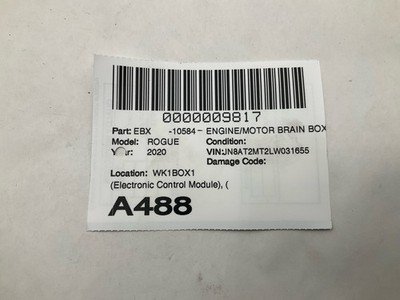 0000009817
Part: EBX -10584- ENGINE/MOTOR BRAIN BOX
Model: ROGUE Condition:
Year: 2020 VIN:JN8AT2MT2LW031655
Damage Code:
Location: WK1BOX1
(Electronic Control Module), (
A488